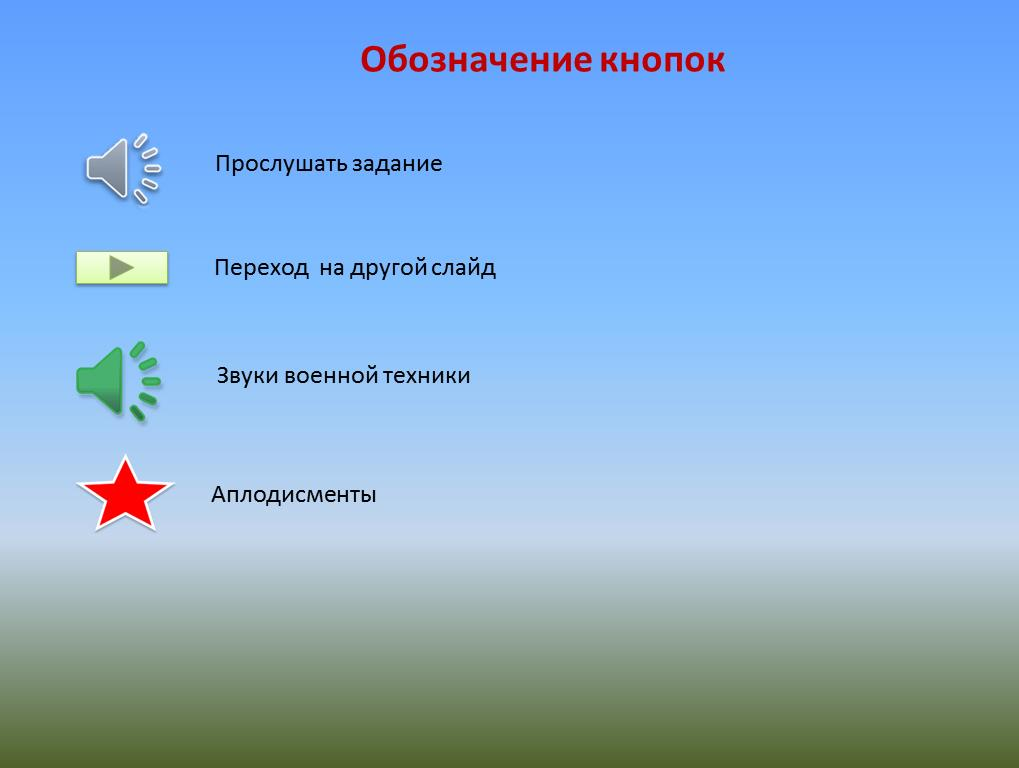 Обозначение кнопок
Прослушать задание
Переход на другой слайд
Звуки военной техники
Аплодисменты